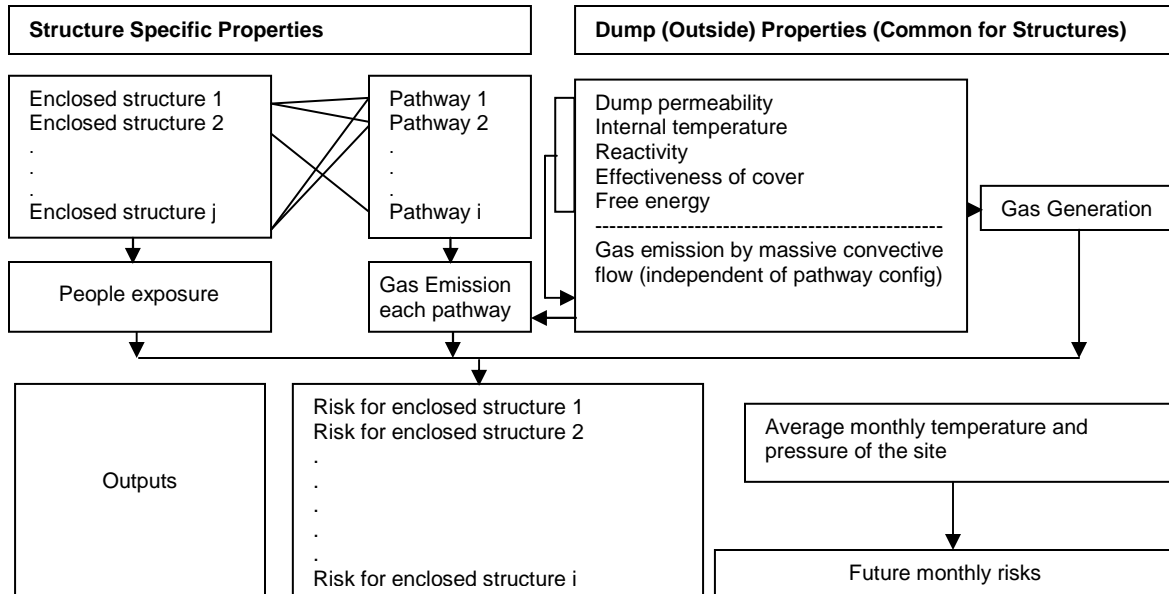 Structure Specific Properties
Dump (Outside) Properties (Common for Structures)
Enclosed structure 1
Enclosed structure 2
.
.
.
Enclosed structure j
Pathway 1
Pathway 2
.
.
.
Pathway i
Dump permeability
Internal temperature
Reactivity
Effectiveness of cover
Free energy
------------------------------------------------
Gas emission by massive convective
flow (independent of pathway config)
Gas Generation
People exposure
Gas Emission
each pathway
Outputs
Risk for enclosed structure 1
Risk for enclosed structure 2
.
.
.
.
.
Risk for enclosed structure i
Average monthly temperature and
pressure of the site
Future monthly risks